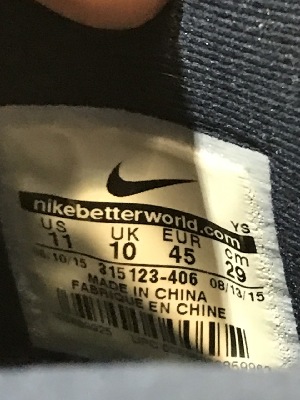 nikebetterworld.com
YS
US UK EUR cm
11 10 45 29
10/15 315123-406 08/13/15
MADE IN CHINA
FABRIQUE EN CHINE